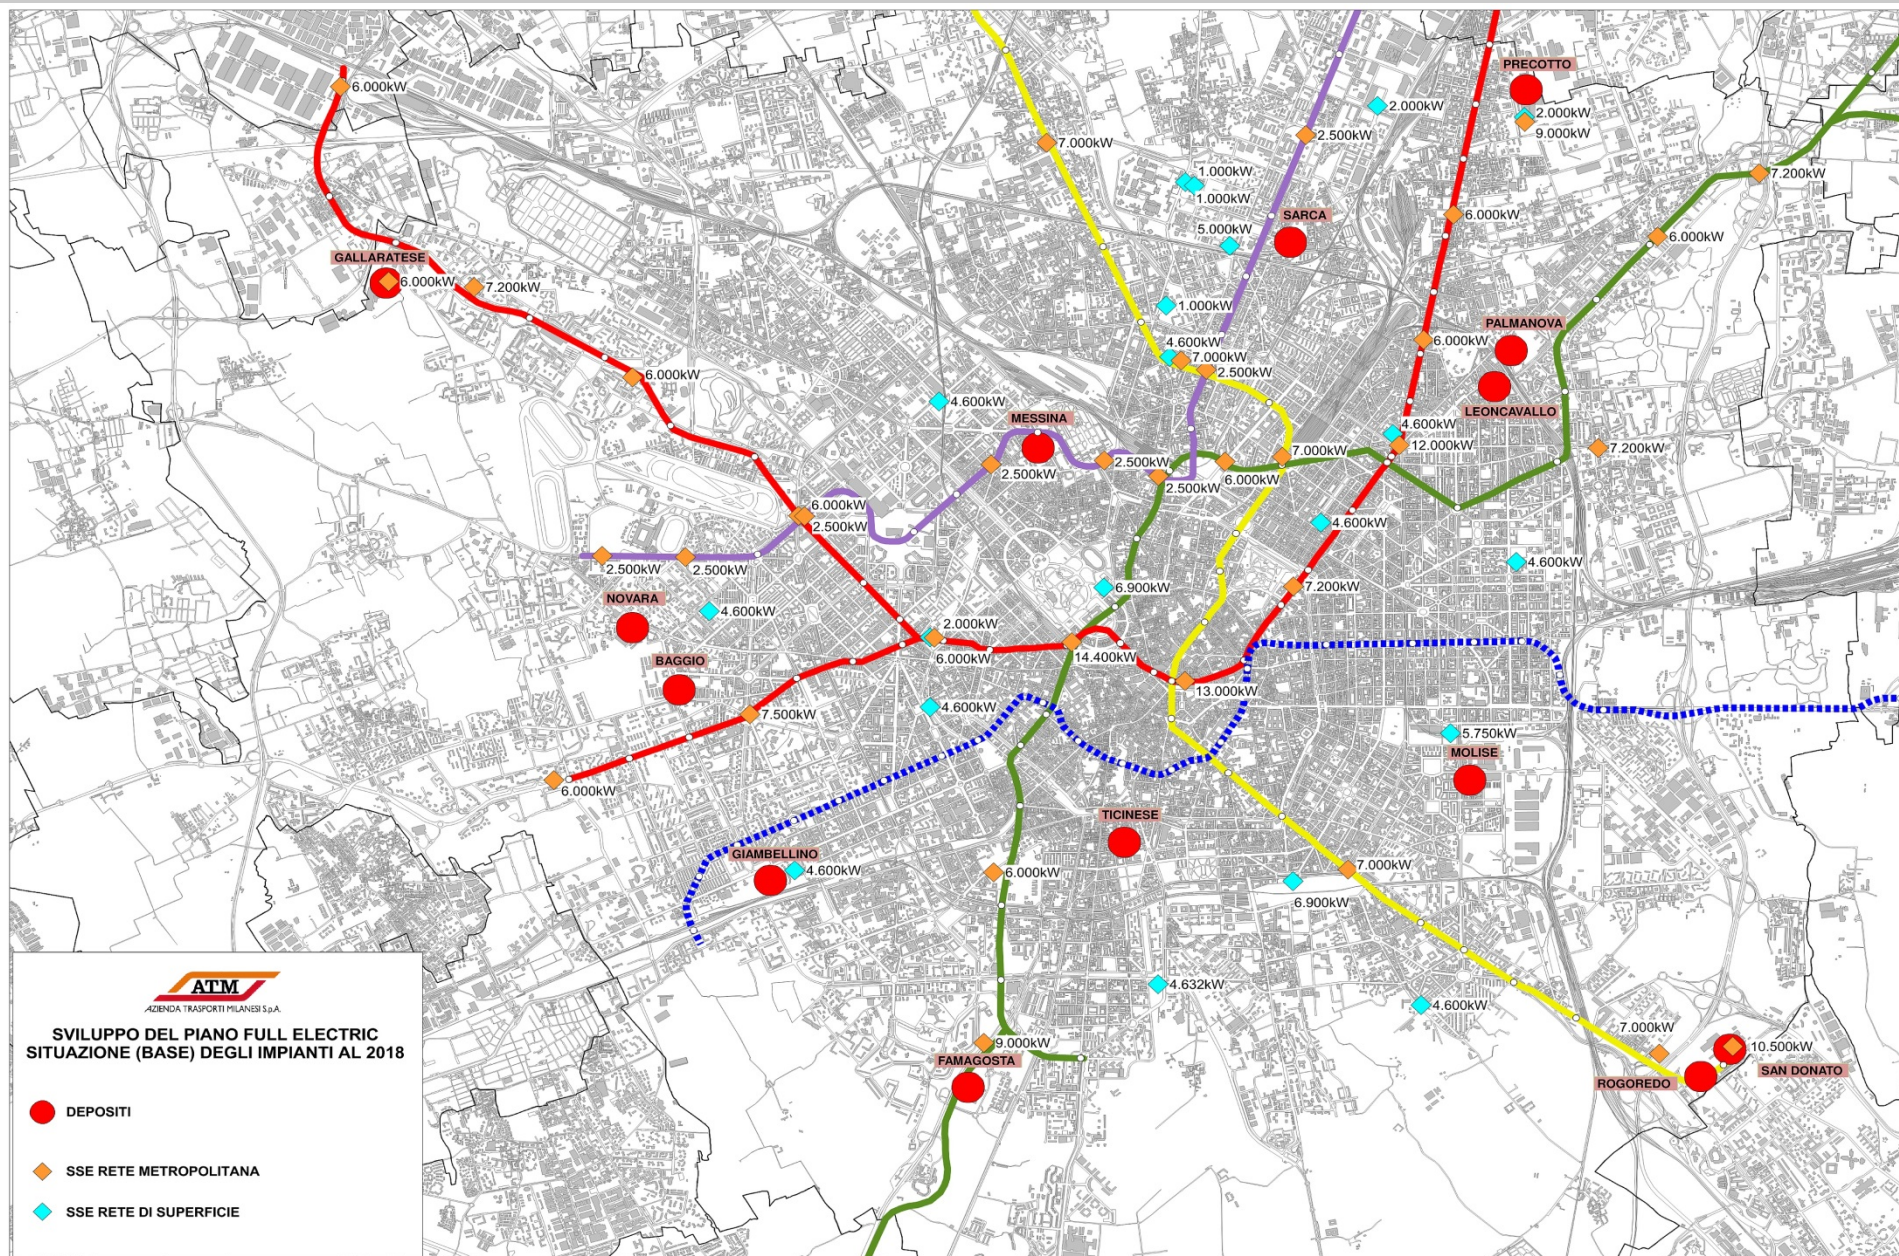 PRECOTTO
6.000kW
2.000kW
2.000kW
9.000kW
2.500kW
7.000kW
1.000kW
7.200kW
1.000kW
SARCA
6.000kW
5.000kW
6.000kW
GALLARATESE
6.000kW
7.200kW
1.000kW
PALMANOVA
4.600kW
6.000kW
7.000kW
2.500kW
6.000kW
4.600kW
LEONCAVALLO
MESSINA
4.600kW
12.000kW
7.200kW
7.000kW
2.500kW
2.500kW
6.000kW
2.500kW
6.000kW
2.500kW
4.600kW
4.600kW
2.500kW
2.500kW
7.200kW
6.900kW
NOVARA
4.600kW
2.000kW
6.000kW
14.400kW
BAGGIO
13.000kW
4.600kW
7.500kW
5.750kW
MOLISE
6.000kW
TICINESE
GIAMBELLINO
4.600kW
6.000kW
7.000kW
6.900kW
4.632kW
4.600kW
7.000kW
9.000kW
10.500kW
FAMAGOSTA
SAN DONATO
ROGOREDO
ATM
AZIENDA TRASPORTI MILANESI S.p.A.
SVILUPPO DEL PIANO FULL ELECTRIC
SITUAZIONE (BASE) DEGLI IMPIANTI AL 2018
DEPOSITI
SSE RETE METROPOLITANA
SSE RETE DI SUPERFICIE